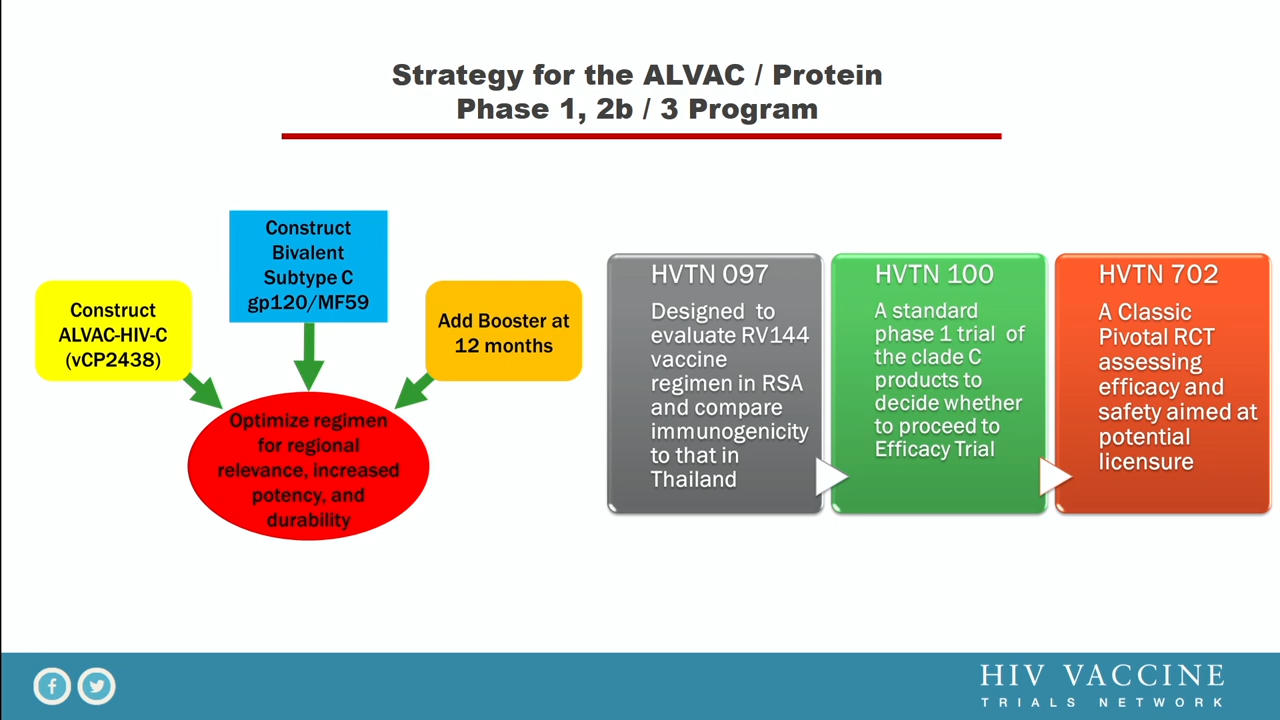 Strategy for the ALVAC / Protein
Phase 1, 2b / 3 Program
Construct
ALVAC-HIV-C
(vCP2438)
Construct
Bivalent
Subtype C
gp120/MF59
Add Booster at
12 months
Optimize regimen
for regional
relevance, increased
potency, and
durability
HVTN 097
Designed to
evaluate RV144
vaccine
regimen in RSA
and compare
immunogenicity
to that in
Thailand
HVTN 100
A standard
phase 1 trial of
the clade C
products to
decide whether
to proceed to
Efficacy Trial
HVTN 702
A Classic
Pivotal RCT
assessing
efficacy and
safety aimed at
potential
licensure
HIV VACCINE
TRIALS NETWORK